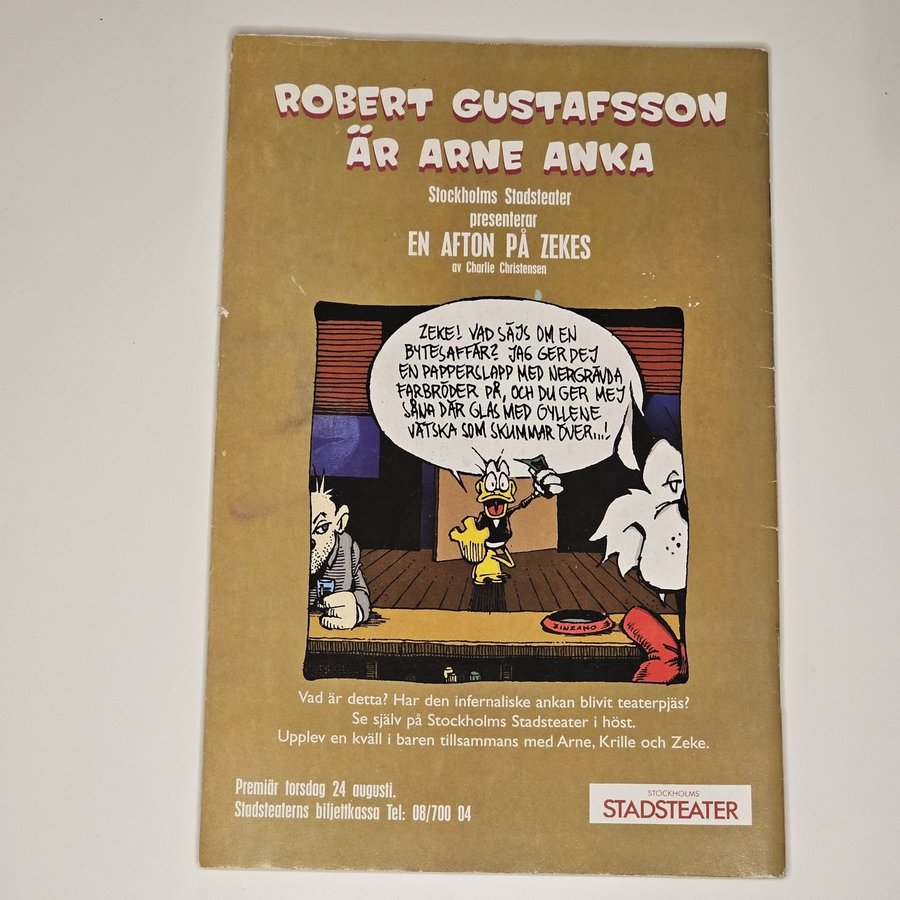 ROBERT GUSTAFSSON
ÄR ARNE ANKA
Stockholms Stadsteater
presenterar
EN AFTON PÅ ZEKES
av Charlie Christensen
ZEKE! VAD SÄJS OM EN
BYTESAFFÄR? JAG GER DEJ
EN PAPPERSLAPP MED NERGRÄVDA
FARBRÖDER PÅ, OCH DU GER MEJ
SÅNA DÄR GLAS MED GYLLENE
VÄTSKA SOM SKUMMAR ÖVER...!
ZINZANO
Vad är detta? Har den infernaliske ankan blivit teaterpjäs?
Se själv på Stockholms Stadsteater i höst.
Upplev en kväll i baren tillsammans med Arne, Krille och Zeke.
Premiär torsdag 24 augusti.
Stadsteaterns biljettkassa Tel: 08/700 04
STOCKHOLMS
STADSTEATER